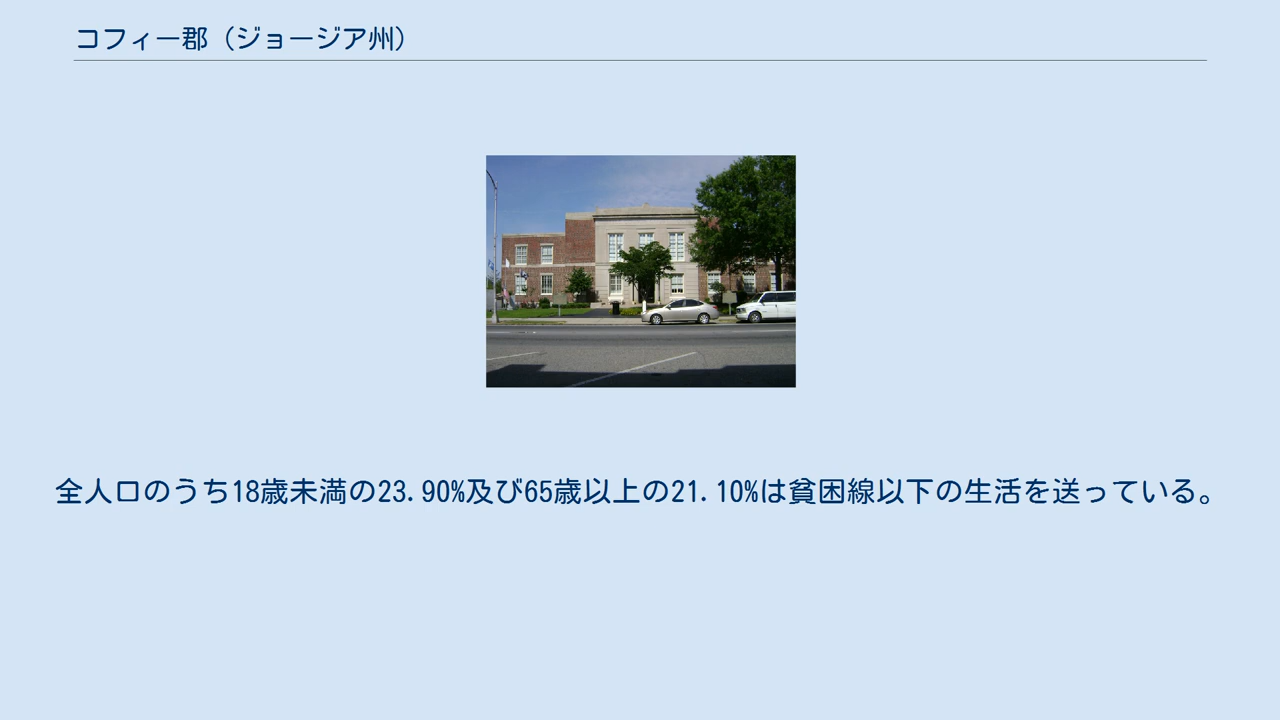 コフィー郡（ジョージア州）
全人口のうち18歳未満の23.90%及び65歳以上の21.10%は貧困線以下の生活を送っている。